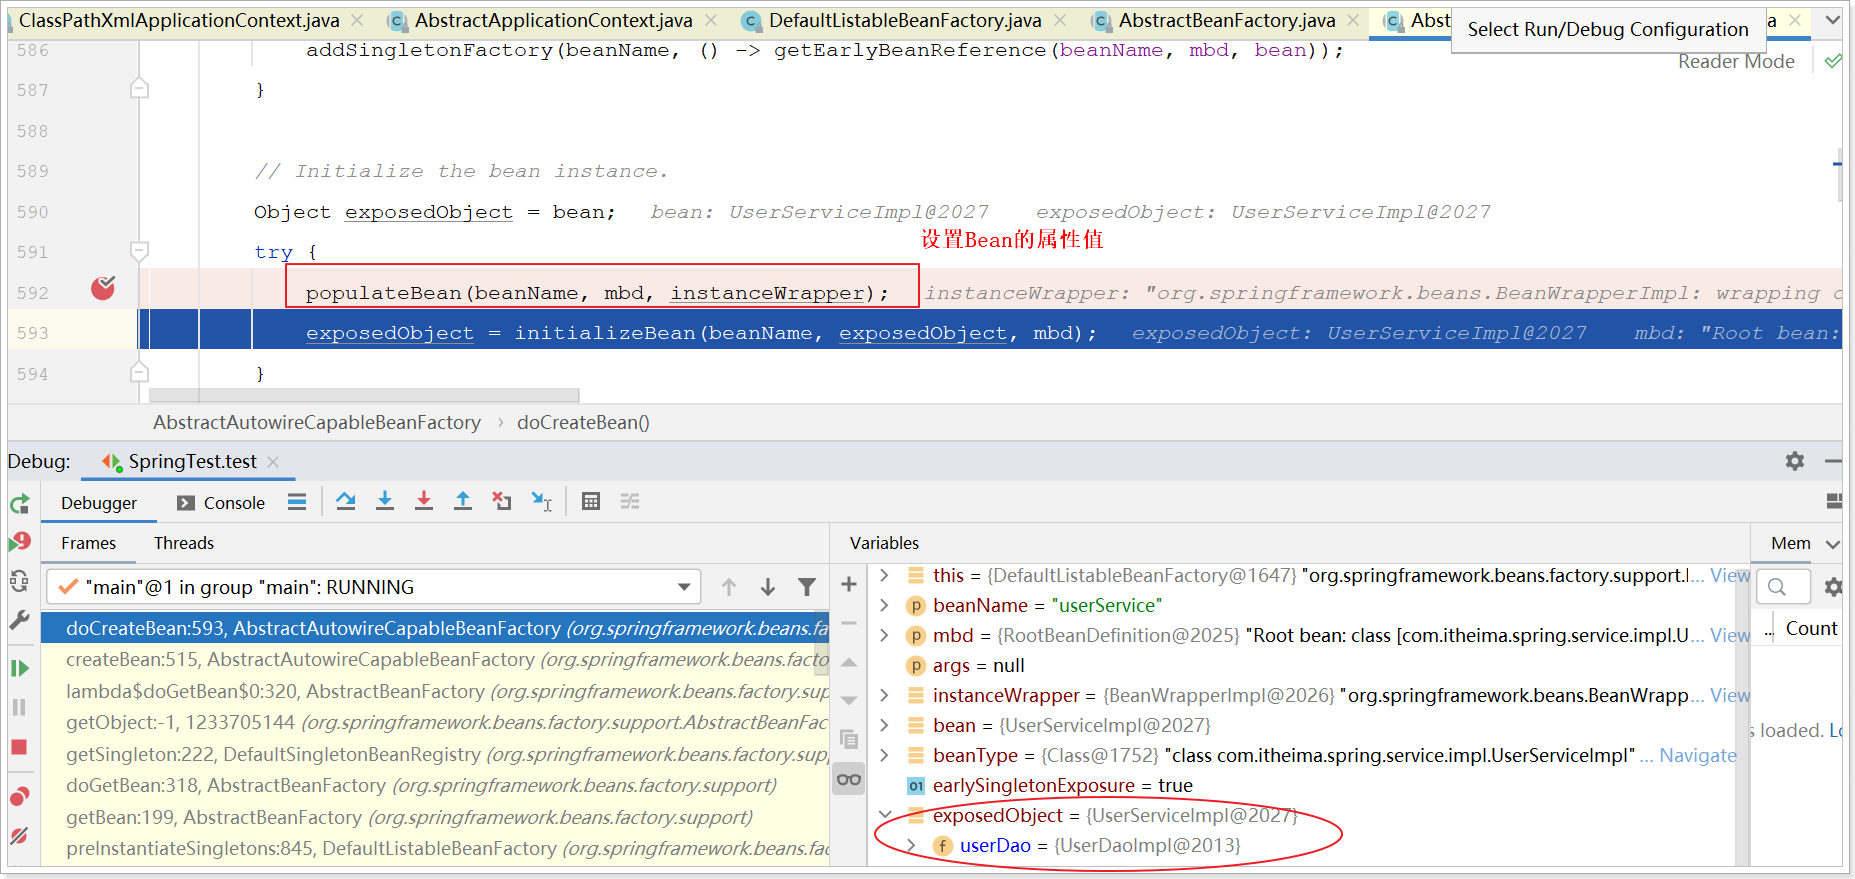 ClassPathXmlApplicationContext.java
AbstractApplicationContext.java
DefaultListableBeanFactory.java
AbstractBeanFactory.java
Abst
a
Select Run/Debug Configuration
Reader Mode
586 addSingletonFactory(beanName, () -> getEarlyBeanReference(beanName, mbd, bean));
587 }
588
589 // Initialize the bean instance.
590 Object exposedObject = bean; bean: UserServiceImpl@2027 exposedObject: UserServiceImpl@2027
设置Bean的属性值
591 try {
592 populateBean(beanName, mbd, instanceWrapper); instanceWrapper: "org.springframework.beans.BeanWrapperImpl: wrapping
593 exposedObject = initializeBean(beanName, exposedObject, mbd); exposedObject: UserServiceImpl@2027 mbd: "Root bean:
594 }
AbstractAutowireCapableBeanFactory › doCreateBean()
Debug: SpringTest.test
Debugger Console
Frames Threads
"main"@1 in group "main": RUNNING
doCreateBean:593, AbstractAutowireCapableBeanFactory (org.springframework.beans.fa
createBean:515, AbstractAutowireCapableBeanFactory (org.springframework.beans.facto
lambda$doGetBean$0:320, AbstractBeanFactory (org.springframework.beans.factory.sup
getObject:-1, 1233705144 (org.springframework.beans.factory.support.AbstractBeanFac
getSingleton:222, DefaultSingletonBeanRegistry (org.springframework.beans.factory.supp
doGetBean:318, AbstractBeanFactory (org.springframework.beans.factory.support)
getBean:199, AbstractBeanFactory (org.springframework.beans.factory.support)
preInstantiateSingletons:845, DefaultListableBeanFactory (org.springframework.beans.fac
Variables
this = {DefaultListableBeanFactory@1647} "org.springframework.beans.factory.support.... View
beanName = "userService"
mbd = {RootBeanDefinition@2025} "Root bean: class [com.itheima.spring.service.impl.U... View
args = null
instanceWrapper = {BeanWrapperImpl@2026} "org.springframework.beans.BeanWrapp... View
bean = {UserServiceImpl@2027}
beanType = {Class@1752} "class com.itheima.spring.service.impl.UserServiceImpl" ... Navigate
earlySingletonExposure = true
exposedObject = {UserServiceImpl@2027}
userDao = {UserDaoImpl@2013}
Mem
.. Count
s loaded. Lo